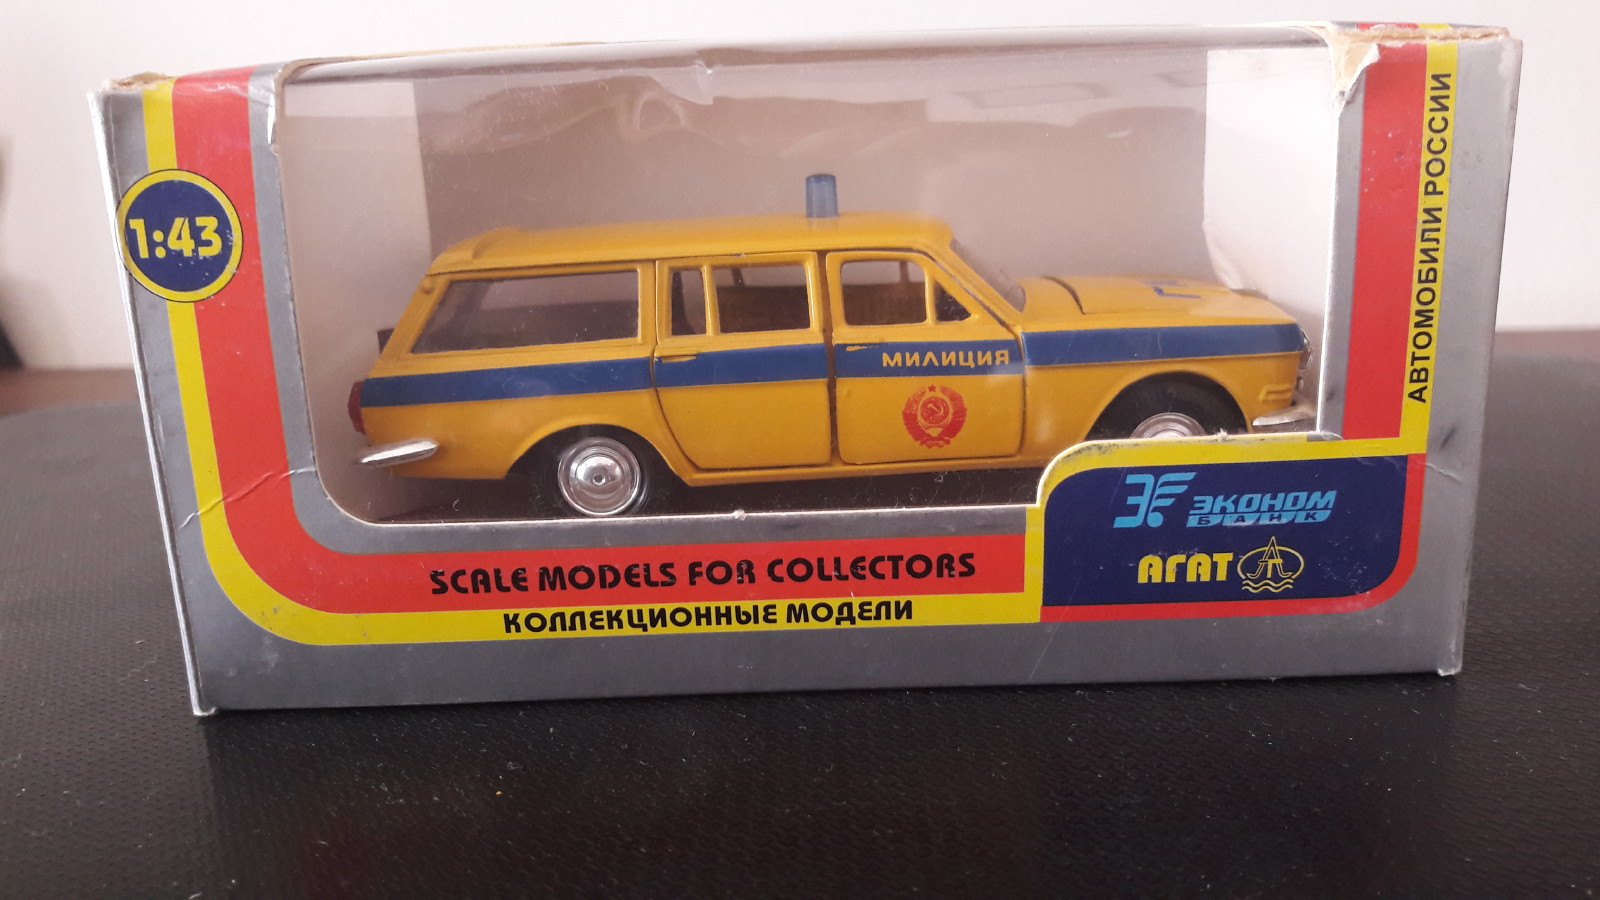 1:43
МИЛИЦИЯ
АВТОМОБИЛИ РОССИИ
ЭКОНОМ
БАНК
АГАТ
SCALE MODELS FOR COLLECTORS
КОЛЛЕКЦИОННЫЕ МОДЕЛИ